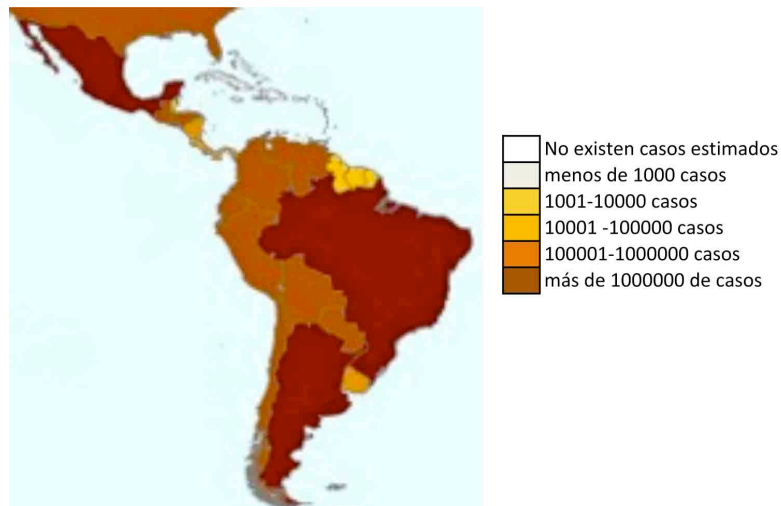 No existen casos estimados
menos de 1000 casos
1001-10000 casos
10001 -100000 casos
100001-1000000 casos
más de 1000000 de casos